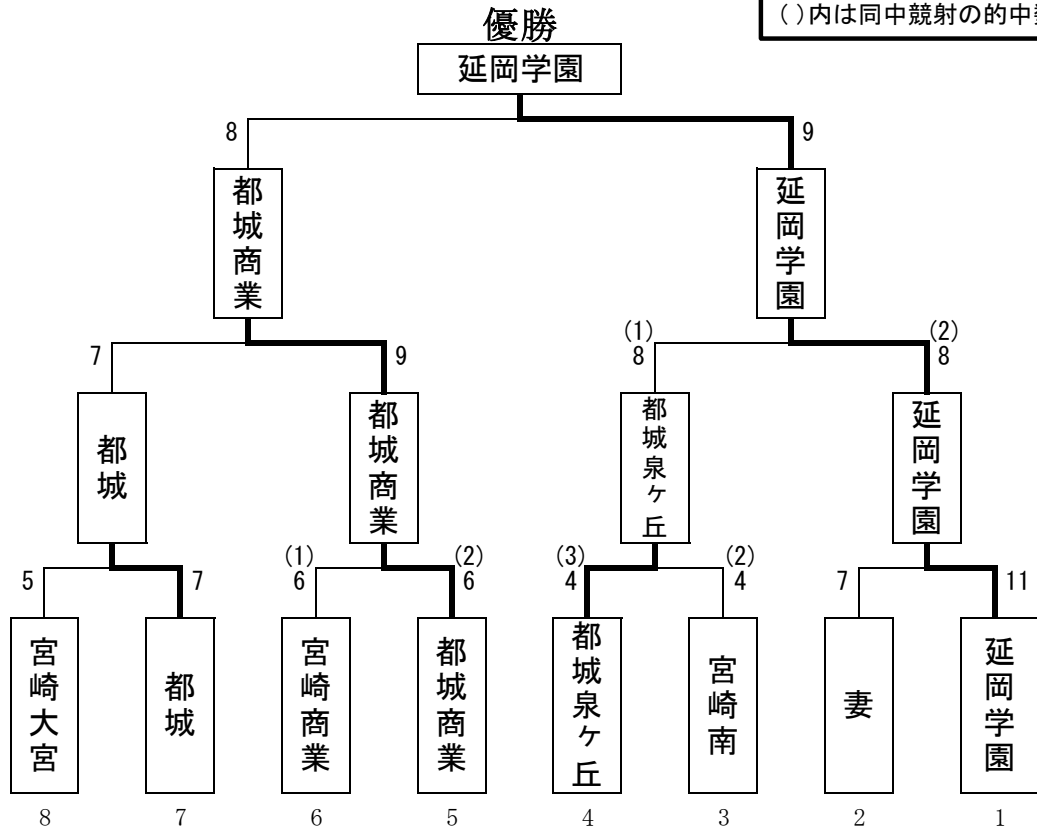 ( )内は同中競射の的中
優勝
延岡学園
8
9
都城商業
延岡学園
7
9
(1)
8
(2)
8
都城
都城商業
都城泉ヶ丘
延岡学園
5
7
(1)
6
(2)
6
(3)
4
(2)
4
7
11
宮崎大宮
都城
宮崎商業
都城商業
都城泉ヶ丘
宮崎南
妻
延岡学園
8 7 6 5 4 3 2 1